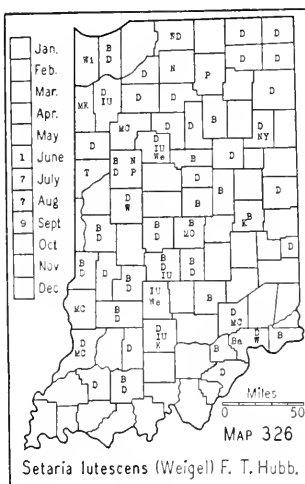 Jan.
Feb.
Mar.
Apr.
May
1 June
7 July
7 Aug
9 Sept
Oct
Nov
Dec
ND D D
Wi B D D N P D D
MK D IU D D B D
MC D D D NY
D D IU We B D
T B D N P D B
D W D B
B D B D B MC K B
B D B D IU B D
MC D B D IU We B D MC
D MC D D IU K B Ba D W B
D B D D
Miles
0 50
MAP 326
Setaria lutescens (Weigel) F. T. Hubb.